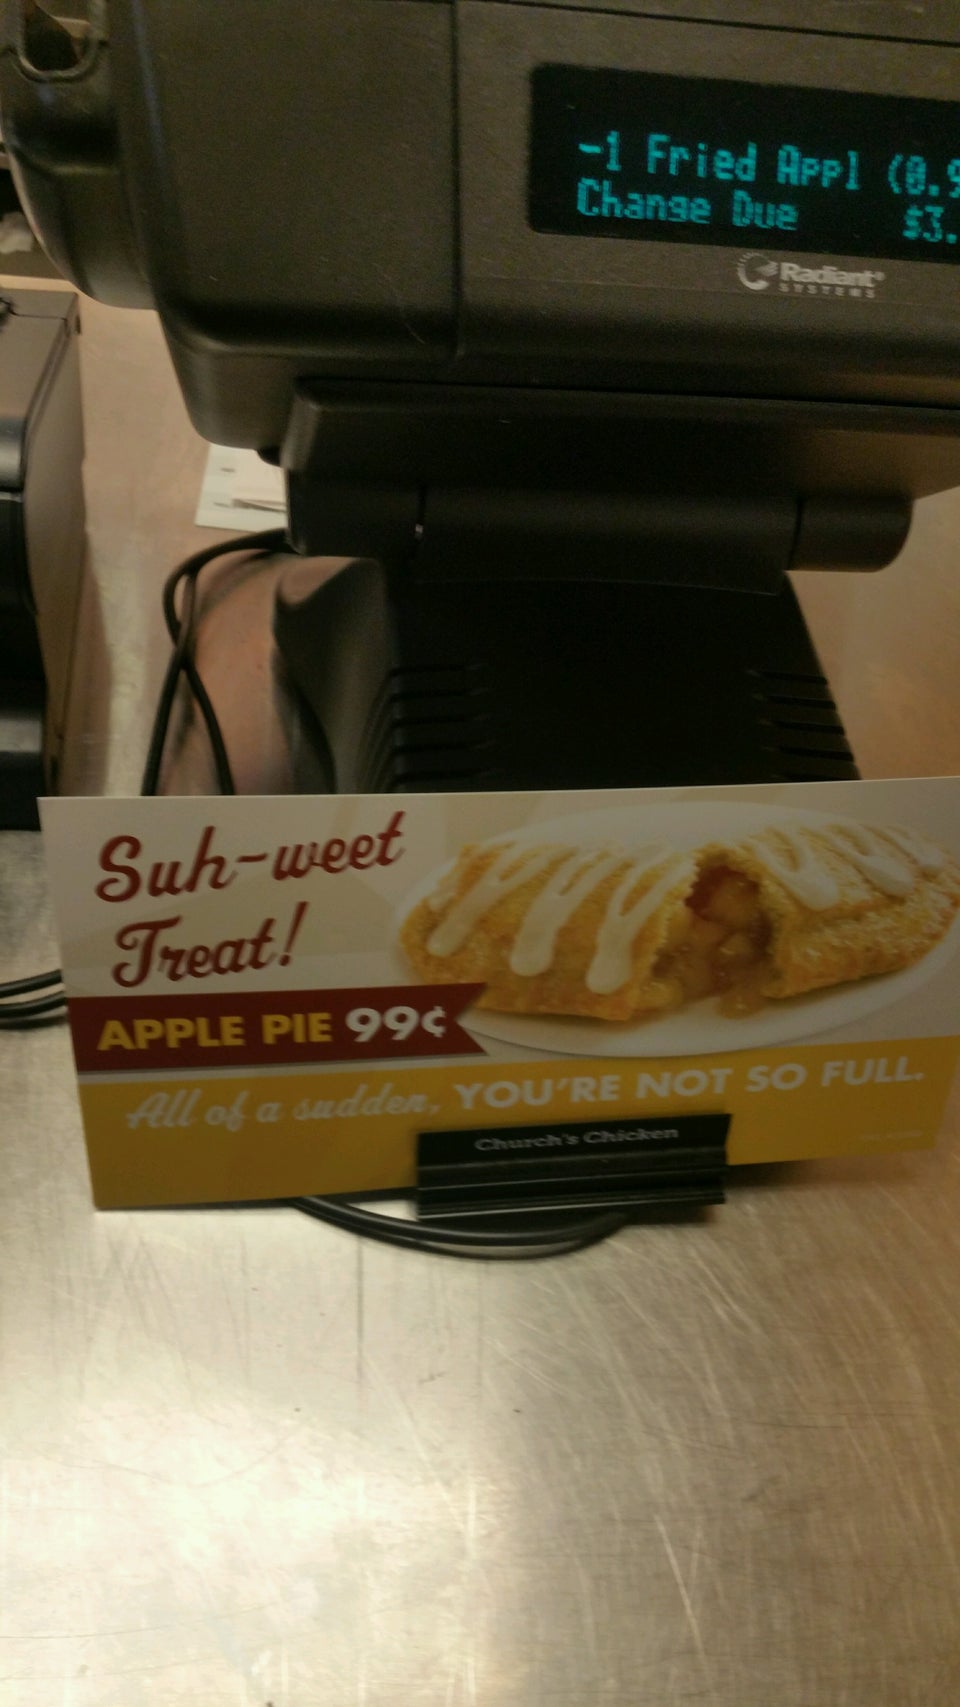 -1 Fried Appl (0.9
Change Due $3.
Radiant®
SYSTEMS
Suh-weet
Treat!
APPLE PIE 99¢
All of a sudden, YOU'RE NOT SO FULL.
Church's Chicken